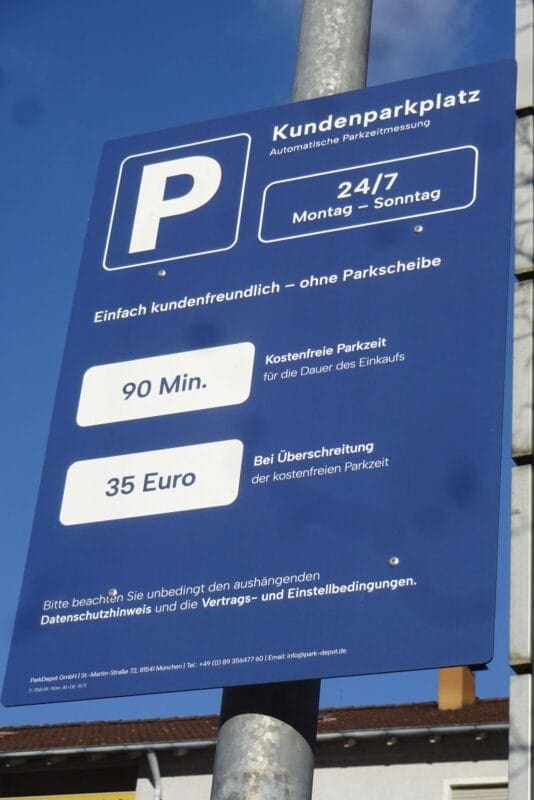 P
Kundenparkplatz
Automatische Parkzeitmessung
24/7
Montag – Sonntag
Einfach kundenfreundlich – ohne Parkscheibe
90 Min.
Kostenfreie Parkzeit
für die Dauer des Einkaufs
35 Euro
Bei Überschreitung
der kostenfreien Parkzeit
Bitte beachten Sie unbedingt den aushängenden
Datenschutzhinweis und die Vertrags- und Einstellbedingungen.
ParkDepot GmbH | St.-Martin-Straße 72, 81541 München | Tel.: +49 (0) 89 356477 60 | Email: info@park-depot.de